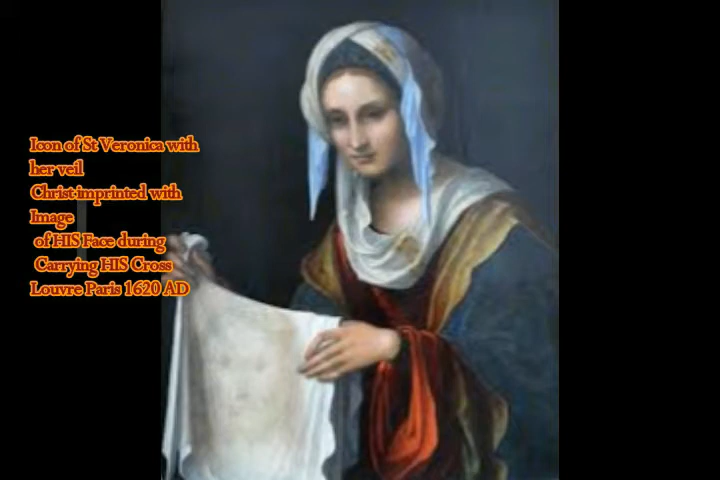 Icon of St Veronica with
her veil
Christ imprinted with
Image
of HIS Face during
Carrying HIS Cross
Louvre Paris 1620 AD